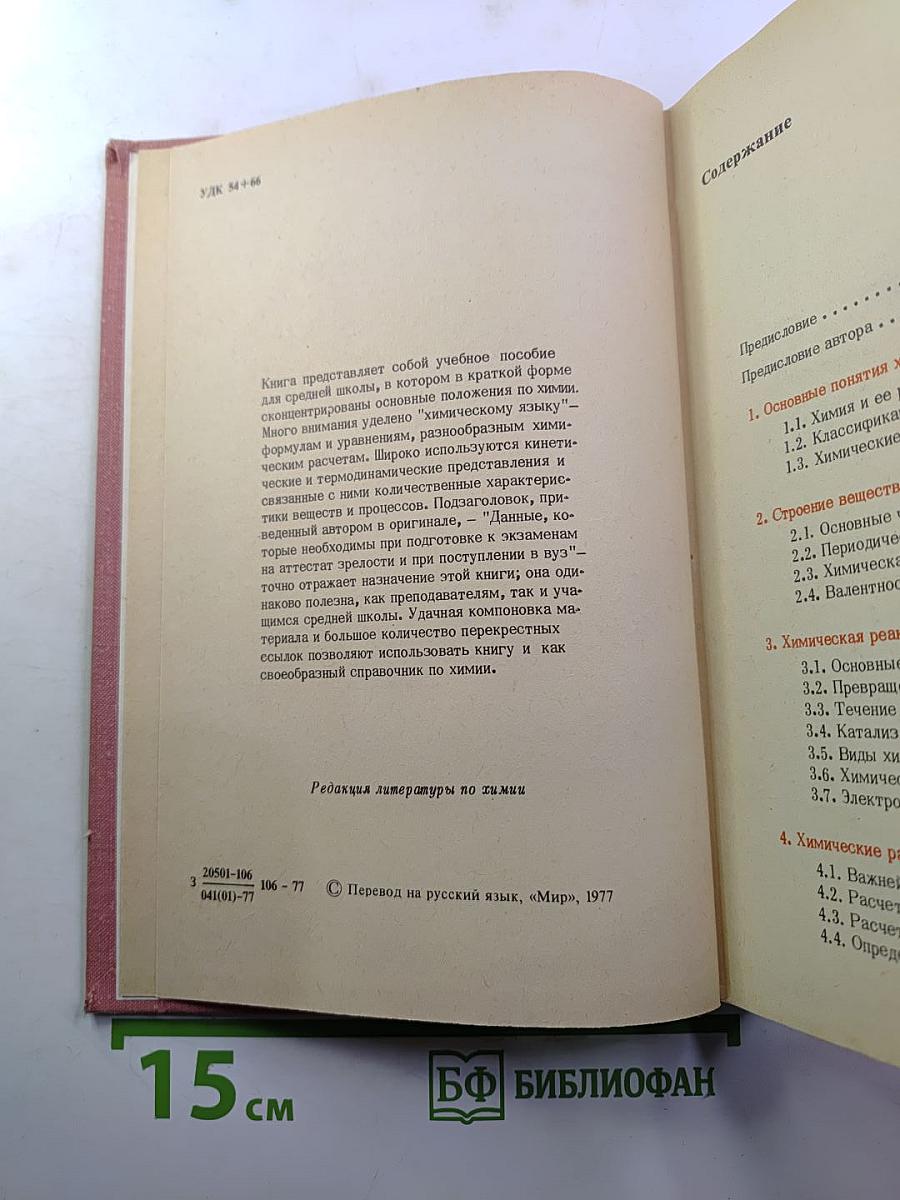 УДК 54+66
Книга представляет собой учебное пособие
для средней школы, в котором в краткой форме
сконцентрированы основные положения по химии.
Много внимания уделено "химическому языку"–
формулам и уравнениям, разнообразным хими-
ческим расчетам. Широко используются кинети-
ческие и термодинамические представления и
связанные с ними количественные характерис-
тики веществ и процессов. Подзаголовок, при-
веденный автором в оригинале, – "Данные, ко-
торые необходимы при подготовке к экзаменам
на аттестат зрелости и при поступлении в вуз"–
точно отражает назначение этой книги; она оди-
наково полезна, как преподавателям, так и уча-
щимся средней школы. Удачная компоновка ма-
териала и большое количество перекрестных
ссылок позволяют использовать книгу и как
своеобразный справочник по химии.
Редакция литературы по химии
З 20501-106 / 041(01)-77 106 - 77 © Перевод на русский язык, «Мир», 1977
Содержание
Предисловие . . . . . . .
Предисловие автора . .
1. Основные понятия х
1.1. Химия и ее
1.2. Классифика
1.3. Химические
2. Строение веществ
2.1. Основные ч
2.2. Периодичес
2.3. Химическа
2.4. Валентнос
3. Химическая реак
3.1. Основные
3.2. Превраще
3.3. Течение
3.4. Катализ
3.5. Виды хи
3.6. Химичес
3.7. Электро
4. Химические ра
4.1. Важней
4.2. Расчет
4.3. Расчет
4.4. Опреде
15 см
БФ БИБЛИОФАН